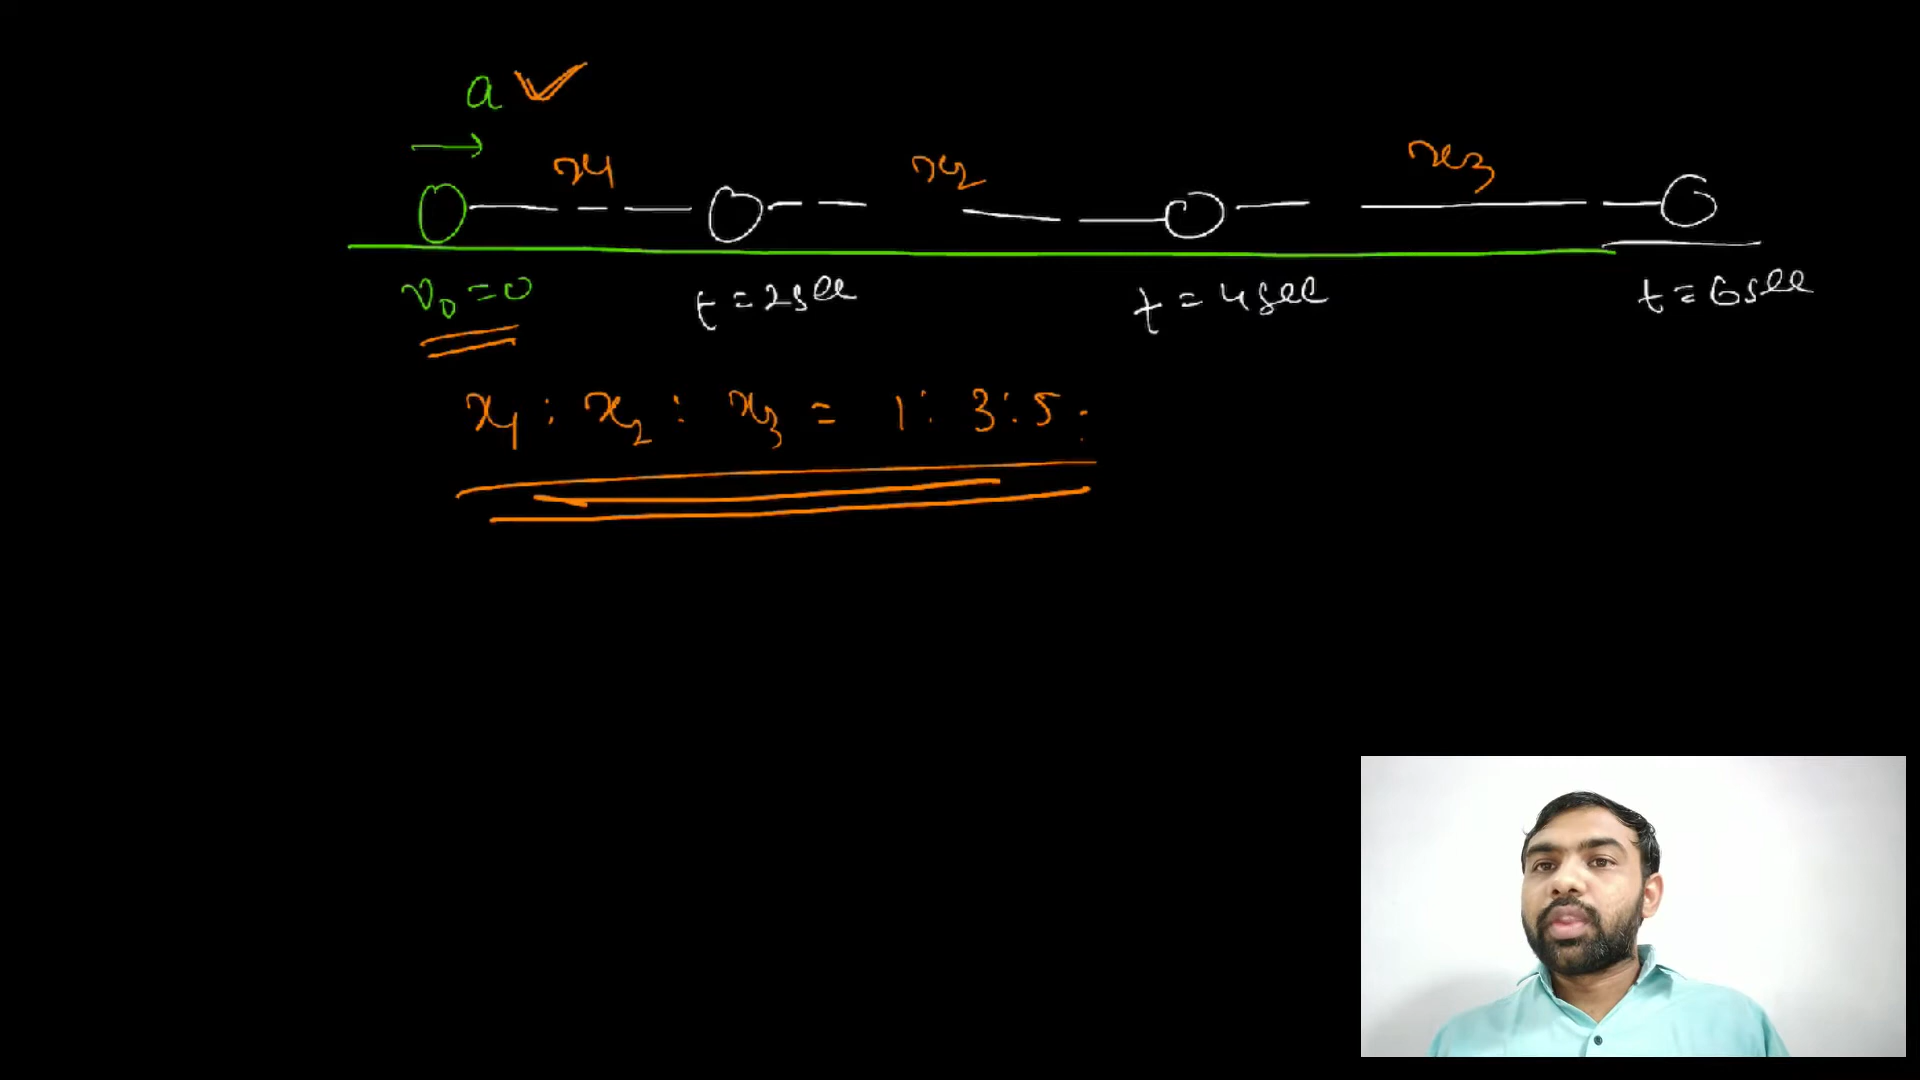 a
x1 x2 x3
v0 = 0 t = 2sec t = 4sec t = 6sec
x1 : x2 : x3 = 1 : 3 : 5 :